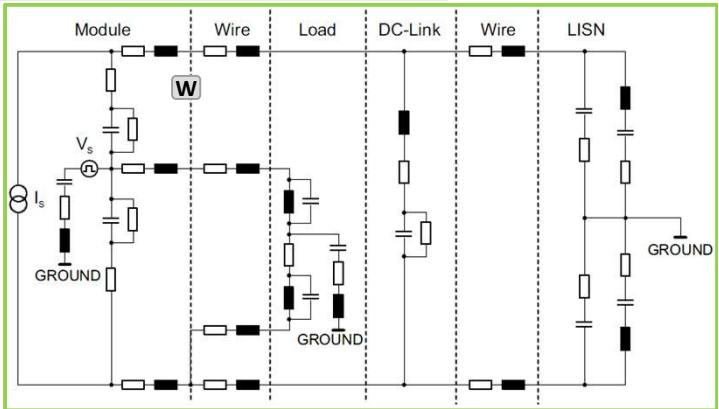 Module Wire Load DC-Link Wire LISN
W
Vs
Is
GROUND
GROUND
GROUND